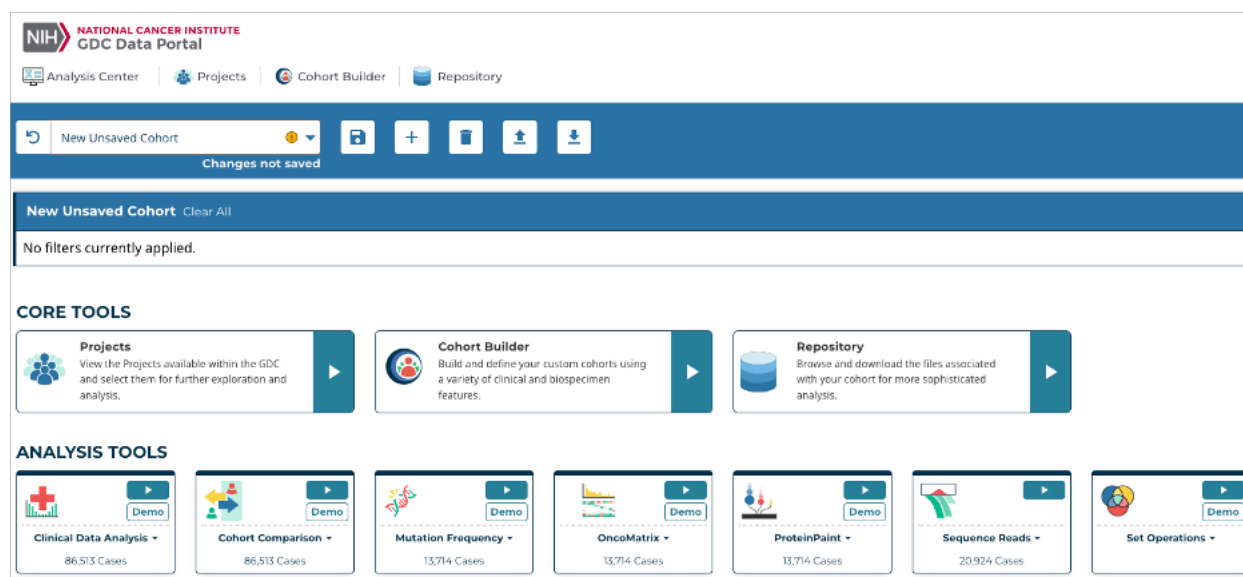 NIH
NATIONAL CANCER INSTITUTE
GDC Data Portal
Analysis Center Projects Cohort Builder Repository
New Unsaved Cohort
Changes not saved
New Unsaved Cohort Clear All
No filters currently applied.
CORE TOOLS
Projects
View the Projects available within the GDC
and select them for further exploration and
analysis.
Cohort Builder
Build and define your custom cohorts using
a variety of clinical and biospecimen
features.
Repository
Browse and download the files associated
with your cohort for more sophisticated
analysis.
ANALYSIS TOOLS
Demo Demo Demo Demo Demo Demo
Clinical Data Analysis Cohort Comparison Mutation Frequency OncoMatrix ProteinPaint Sequence Reads Set Operations
86,513 Cases 86,513 Cases 13,714 Cases 13,714 Cases 13,714 Cases 20,924 Cases